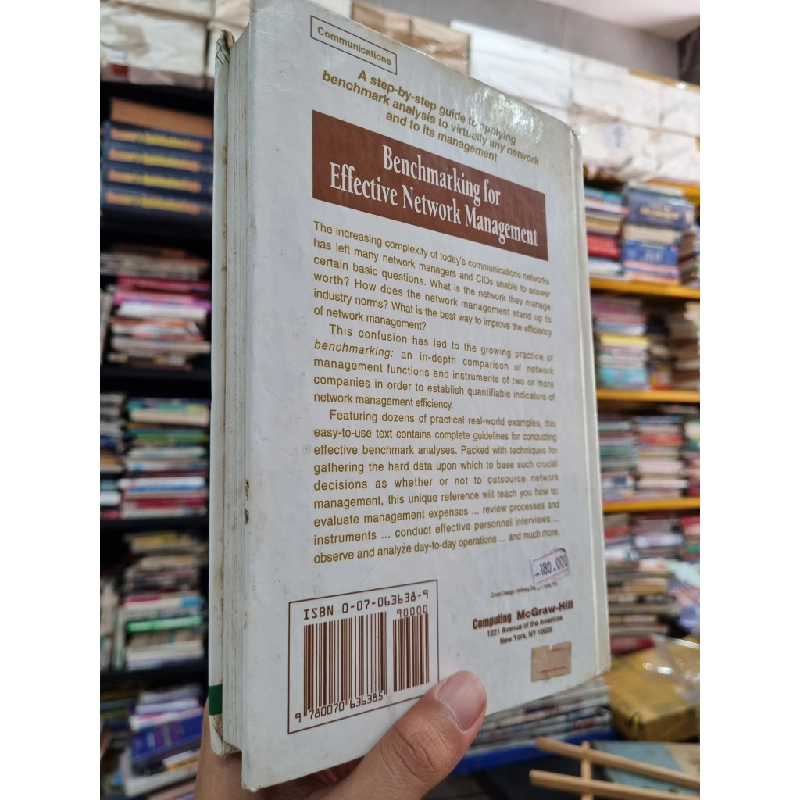 Communications
A step-by-step guide to applying
benchmark analysis to virtually any network
and to its management
Benchmarking for
Effective Network Management
The increasing complexity of today's communications networks
has left many network managers and CIOs unable to answer
certain basic questions. What is the network they manage
worth? How does the network management stand up to
industry norms? What is the best way to improve the efficiency
of network management?
This confusion has led to the growing practice of
benchmarking: an in-depth comparison of network
management functions and instruments of two or more
companies in order to establish quantifiable indicators of
network management efficiency.
Featuring dozens of practical real-world examples, this
easy-to-use text contains complete guidelines for conducting
effective benchmark analyses. Packed with techniques for
gathering the hard data upon which to base such crucial
decisions as whether or not to outsource network
management, this unique reference will teach you how to:
evaluate management expenses ... review processes and
instruments ... conduct effective personnel interviews ...
observe and analyze day-to-day operations ... and much more.
180.000
Cover Design:
ISBN 0-07-063638-9
90000
9 780070 636385
Computing McGraw-Hill
1221 Avenue of the Americas
New York, NY 10020